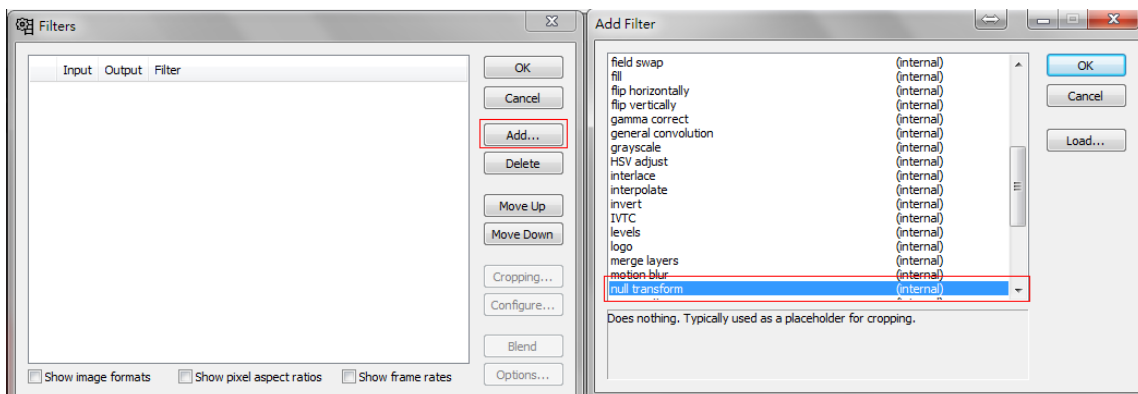 Filters
Input Output Filter
OK
Cancel
Add...
Delete
Move Up
Move Down
Cropping...
Configure...
Blend
Options...
Show image formats Show pixel aspect ratios Show frame rates
Add Filter
field swap (internal)
fill (internal)
flip horizontally (internal)
flip vertically (internal)
gamma correct (internal)
general convolution (internal)
grayscale (internal)
HSV adjust (internal)
interlace (internal)
interpolate (internal)
invert (internal)
IVTC (internal)
levels (internal)
logo (internal)
merge layers (internal)
motion blur (internal)
null transform (internal)
OK
Cancel
Load...
Does nothing. Typically used as a placeholder for cropping.